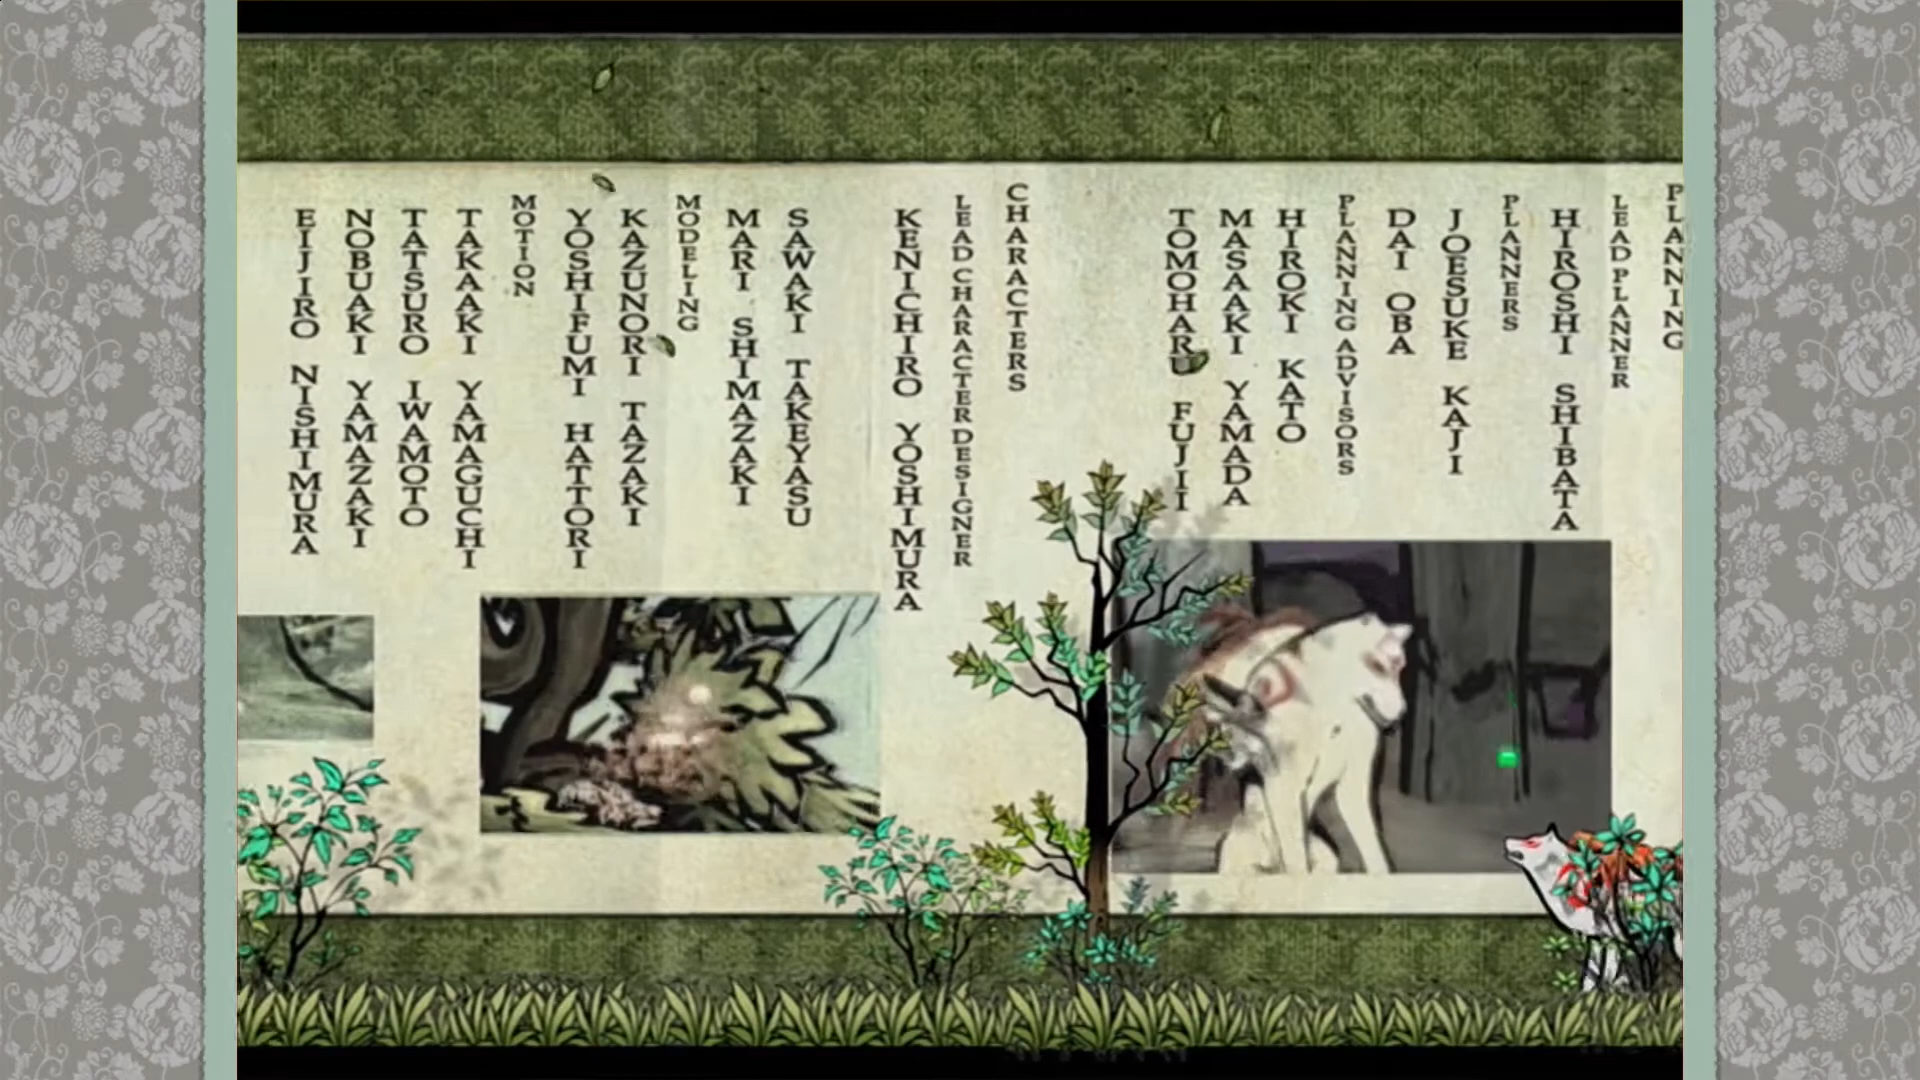 PLANNING
LEAD PLANNER
HIROSHI SHIBATA
PLANNERS
JOESUKE KAJI
DAI OBA
PLANNING ADVISORS
HIROKI KATO
MASAAKI YAMADA
TOMOHARU FUJII
CHARACTERS
LEAD CHARACTER DESIGNER
KENICHIRO YOSHIMURA
SAWAKI TAKEYASU
MARI SHIMAZAKI
MODELING
KAZUNORI TAZAKI
YOSHIFUMI HATTORI
MOTION
TAKAAKI YAMAGUCHI
TATSURO IWAMOTO
NOBUAKI YAMAZAKI
EIJIRO NISHIMURA